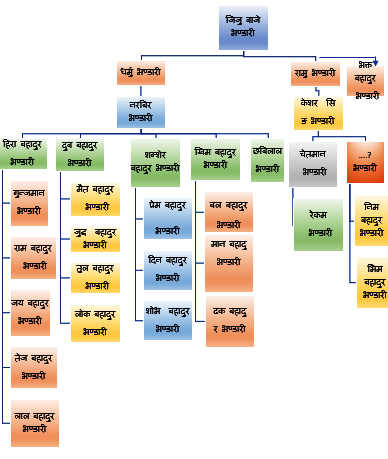 जिजु बाजे
भण्डारी
धर्मु भण्डारी
रामु भण्डारी
भक्त
बहादुर
भण्डारी
नरबिर
भण्डारी
केशर सि
ङ भण्डारी
हिरा बहादुर
भण्डारी
दुब बहादुर
भण्डारी
शम्शेर
बहादुर भण्डारी
भिम बहादुर
भण्डारी
छबिलाल
भण्डारी
चेतमान
भण्डारी
.....?
भण्डारी
गुन्जमान
भण्डारी
राम बहादुर
भण्डारी
जय बहादुर
भण्डारी
तेज बहादुर
भण्डारी
लाल बहादुर
भण्डारी
मैत बहादुर
भण्डारी
जुद्ध बहादुर
भण्डारी
तुल बहादुर
भण्डारी
लोक बहादुर
भण्डारी
प्रेम बहादुर
भण्डारी
दिल बहादुर
भण्डारी
शोभ बहादुर
भण्डारी
बल बहादुर
भण्डारी
मान बहादु
भण्डारी
टक बहादु
र भण्डारी
रेकम
भण्डारी
निम
बहादुर
भण्डारी
भिम
बहादुर
भण्डारी